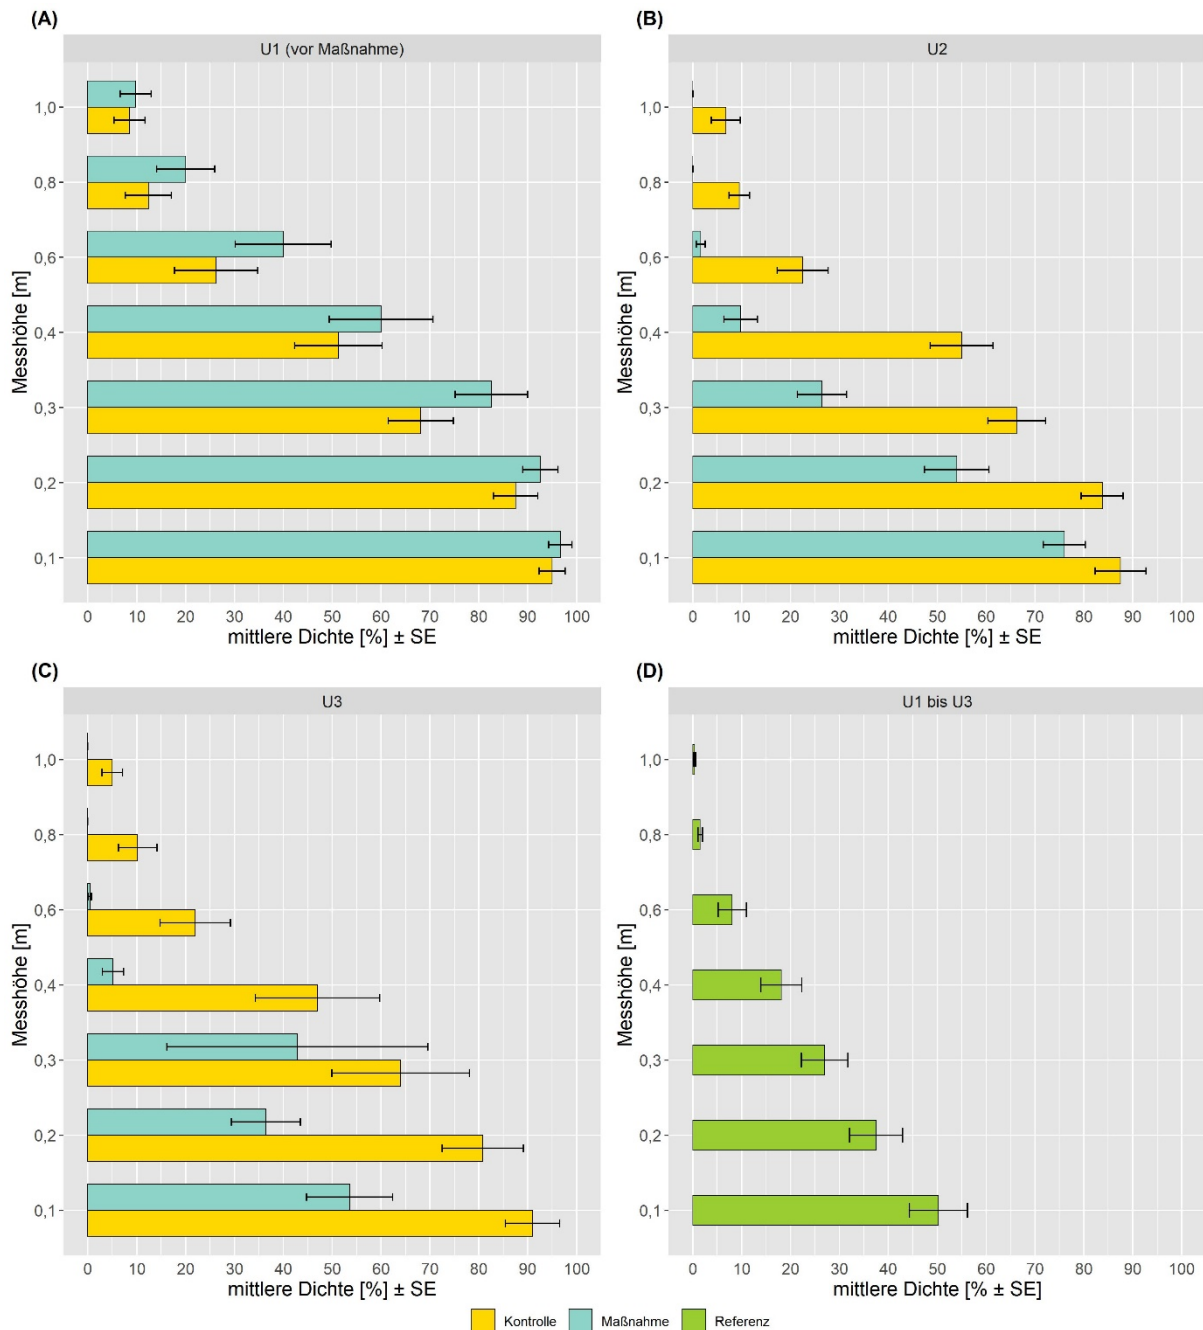 (A)
U1 (vor Maßnahme)
Messhöhe [m]
1,0
0,8
0,6
0,4
0,3
0,2
0,1
0 10 20 30 40 50 60 70 80 90 100
mittlere Dichte [%] ± SE
(B)
U2
Messhöhe [m]
1,0
0,8
0,6
0,4
0,3
0,2
0,1
0 10 20 30 40 50 60 70 80 90 100
mittlere Dichte [%] ± SE
(C)
U3
Messhöhe [m]
1,0
0,8
0,6
0,4
0,3
0,2
0,1
0 10 20 30 40 50 60 70 80 90 100
mittlere Dichte [%] ± SE
(D)
U1 bis U3
Messhöhe [m]
1,0
0,8
0,6
0,4
0,3
0,2
0,1
0 10 20 30 40 50 60 70 80 90 100
mittlere Dichte [%] ± SE]
Kontrolle Maßnahme Referenz